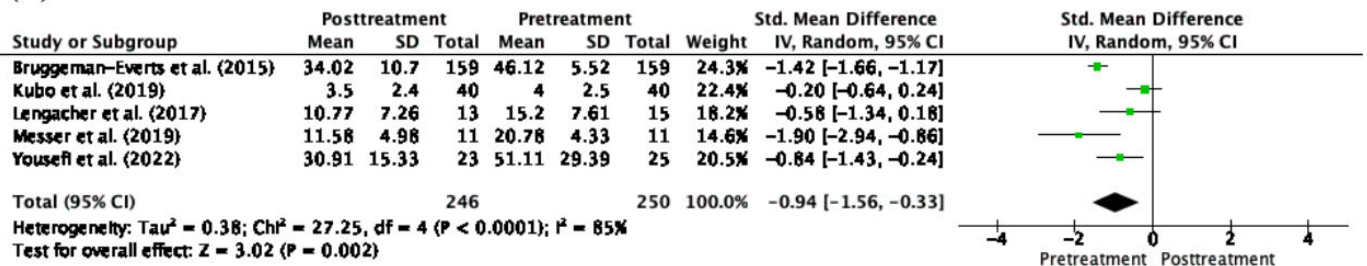 Posttreatment Pretreatment Std. Mean Difference Std. Mean Difference
Study or Subgroup Mean SD Total Mean SD Total Weight IV, Random, 95% CI IV, Random, 95% CI
Bruggeman-Everts et al. (2015) 34.02 10.7 159 46.12 5.52 159 24.3% -1.42 [-1.66, -1.17]
Kubo et al. (2019) 3.5 2.4 40 4 2.5 40 22.4% -0.20 [-0.64, 0.24]
Lengacher et al. (2017) 10.77 7.26 13 15.2 7.61 15 18.2% -0.58 [-1.34, 0.18]
Messer et al. (2019) 11.58 4.98 11 20.78 4.33 11 14.6% -1.90 [-2.94, -0.86]
Yousefi et al. (2022) 30.91 15.33 23 51.11 29.39 25 20.5% -0.84 [-1.43, -0.24]
Total (95% CI) 246 250 100.0% -0.94 [-1.56, -0.33]
Heterogeneity: Tau² = 0.38; Chi² = 27.25, df = 4 (P < 0.0001); I² = 85%
Test for overall effect: Z = 3.02 (P = 0.002)
-4 -2 0 2 4
Pretreatment Posttreatment